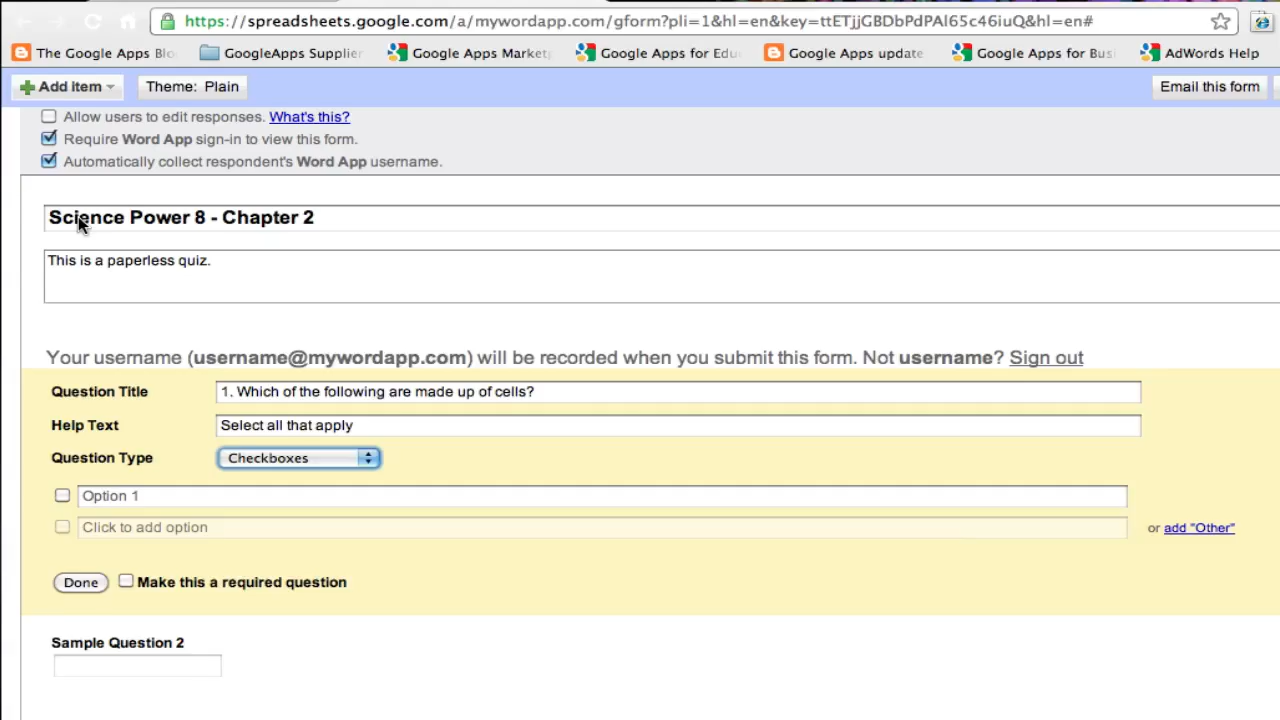 https://spreadsheets.google.com/a/mywordapp.com/gform?pli=1&hl=en&key=ttETjjGBDbPdPAl65c46iuQ&hl=en#
The Google Apps Blo GoogleApps Supplier Google Apps Market Google Apps for Edu Google Apps update Google Apps for Busi AdWords Help
Add item Theme: Plain Email this form
Allow users to edit responses. What's this?
Require Word App sign-in to view this form.
Automatically collect respondent's Word App username.
Science Power 8 - Chapter 2
This is a paperless quiz.
Your username (username@mywordapp.com) will be recorded when you submit this form. Not username? Sign out
Question Title 1. Which of the following are made up of cells?
Help Text Select all that apply
Question Type Checkboxes
Option 1
Click to add option or add "Other"
Done Make this a required question
Sample Question 2